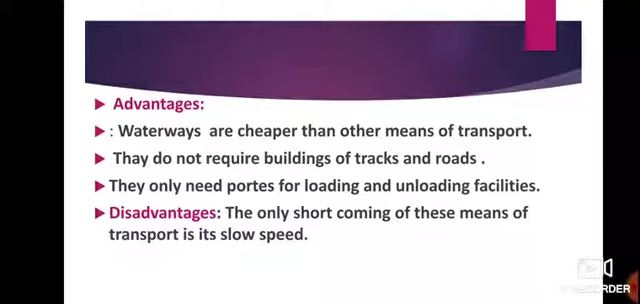 Advantages:
: Waterways are cheaper than other means of transport.
Thay do not require buildings of tracks and roads .
They only need portes for loading and unloading facilities.
Disadvantages: The only short coming of these means of
transport is its slow speed.